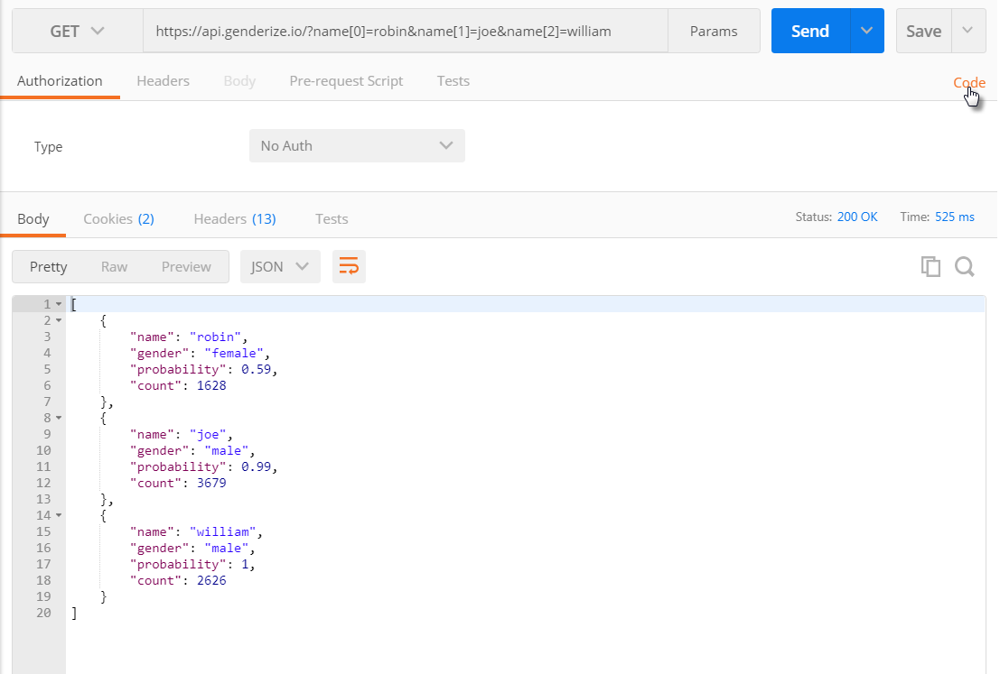 GET https://api.genderize.io/?name[0]=robin&name[1]=joe&name[2]=william Params Send Save
Authorization Headers Body Pre-request Script Tests Code
Type No Auth
Body Cookies (2) Headers (13) Tests Status: 200 OK Time: 525 ms
Pretty Raw Preview JSON
1 [
2 {
3 "name": "robin",
4 "gender": "female",
5 "probability": 0.59,
6 "count": 1628
7 },
8 {
9 "name": "joe",
10 "gender": "male",
11 "probability": 0.99,
12 "count": 3679
13 },
14 {
15 "name": "william",
16 "gender": "male",
17 "probability": 1,
18 "count": 2626
19 }
20 ]